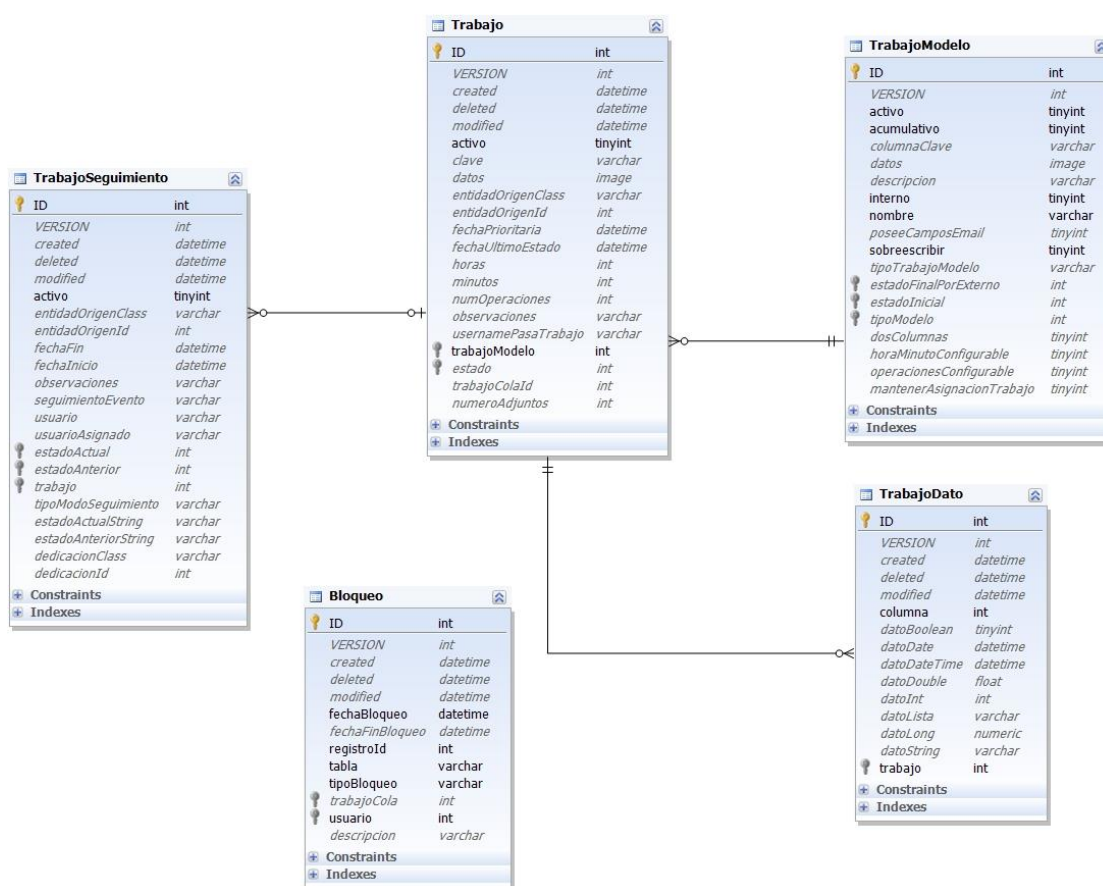 Trabajo
ID int
VERSION int
created datetime
deleted datetime
modified datetime
activo tinyint
clave varchar
datos image
entidadOrigenClass varchar
entidadOrigenId int
fechaPrioritaria datetime
fechaUltimoEstado datetime
horas int
minutos int
numOperaciones int
observaciones varchar
usernamePasaTrabajo varchar
trabajoModelo int
estado int
trabajoColaId int
numeroAdjuntos int
Constraints
Indexes
TrabajoModelo
ID int
VERSION int
activo tinyint
acumulativo tinyint
columnaClave varchar
datos image
descripcion varchar
interno tinyint
nombre varchar
poseeCamposEmail tinyint
sobreescribir tinyint
tipoTrabajoModelo varchar
estadoFinalPorExterno int
estadoInicial int
tipoModelo int
dosColumnas tinyint
horaMinutoConfigurable tinyint
operacionesConfigurable tinyint
mantenerAsignacionTrabajo tinyint
Constraints
Indexes
TrabajoSeguimiento
ID int
VERSION int
created datetime
deleted datetime
modified datetime
activo tinyint
entidadOrigenClass varchar
entidadOrigenId int
fechaFin datetime
fechaInicio datetime
observaciones varchar
seguimientoEvento varchar
usuario varchar
usuarioAsignado varchar
estadoActual int
estadoAnterior int
trabajo int
tipoModoSeguimiento varchar
estadoActualString varchar
estadoAnteriorString varchar
dedicacionClass varchar
dedicacionId int
Constraints
Indexes
TrabajoDato
ID int
VERSION int
created datetime
deleted datetime
modified datetime
columna int
datoBoolean tinyint
datoDate datetime
datoDateTime datetime
datoDouble float
datoInt int
datoLista varchar
datoLong numeric
datoString varchar
trabajo int
Constraints
Indexes
Bloqueo
ID int
VERSION int
created datetime
deleted datetime
modified datetime
fechaBloqueo datetime
fechaFinBloqueo datetime
registroId int
tabla varchar
tipoBloqueo varchar
trabajoCola int
usuario int
descripcion varchar
Constraints
Indexes